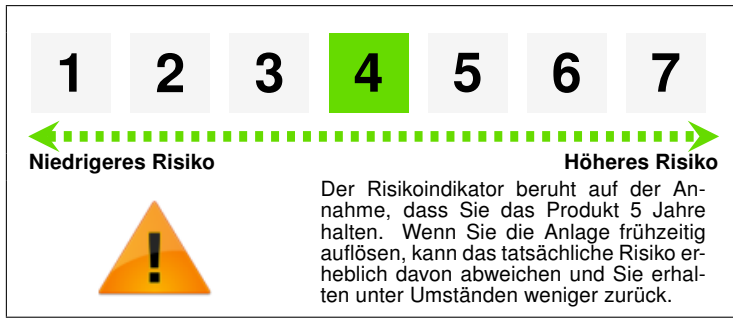 1 2 3 4 5 6 7
Niedrigeres Risiko Höheres Risiko
Der Risikoindikator beruht auf der An-
nahme, dass Sie das Produkt 5 Jahre
halten. Wenn Sie die Anlage frühzeitig
auflösen, kann das tatsächliche Risiko er-
heblich davon abweichen und Sie erhal-
ten unter Umständen weniger zurück.
!